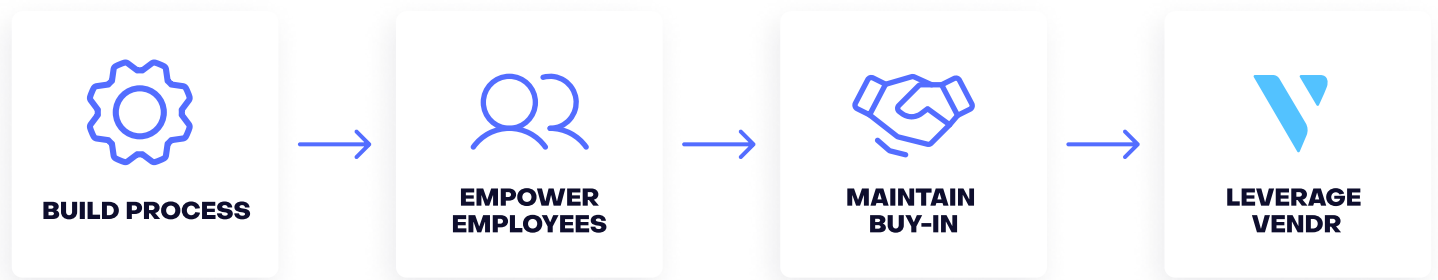 BUILD PROCESS
EMPOWER
EMPLOYEES
MAINTAIN
BUY-IN
LEVERAGE
VENDR